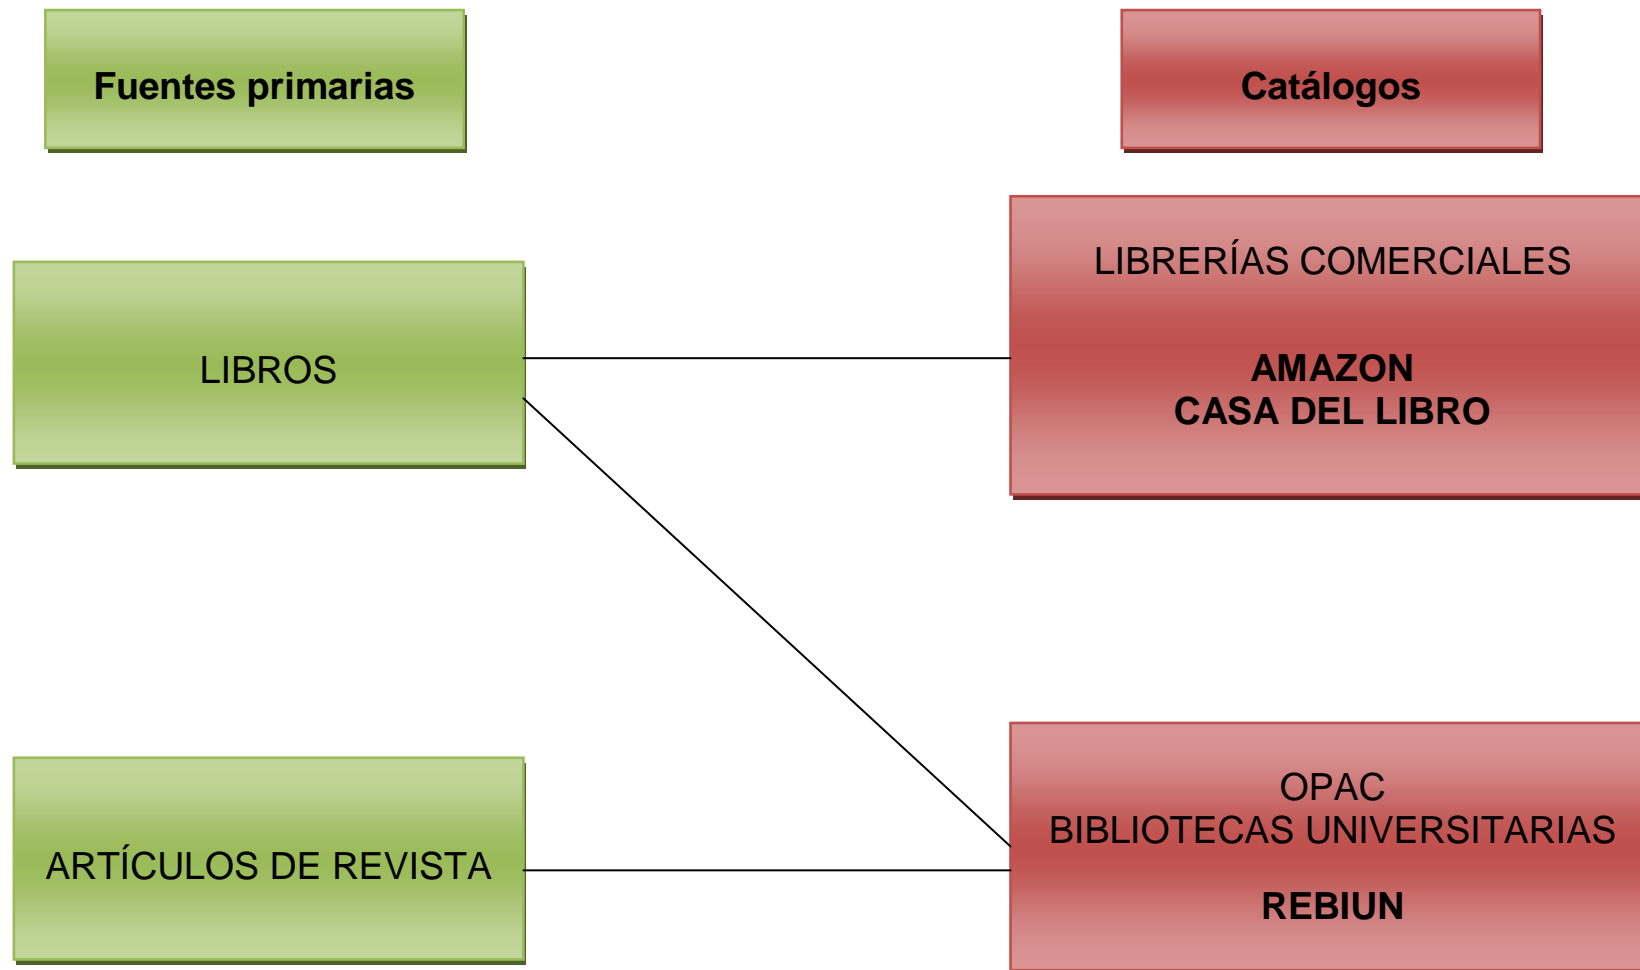 Fuentes primarias
Catálogos
LIBRERÍAS COMERCIALES
AMAZON
CASA DEL LIBRO
LIBROS
OPAC
BIBLIOTECAS UNIVERSITARIAS
REBIUN
ARTÍCULOS DE REVISTA